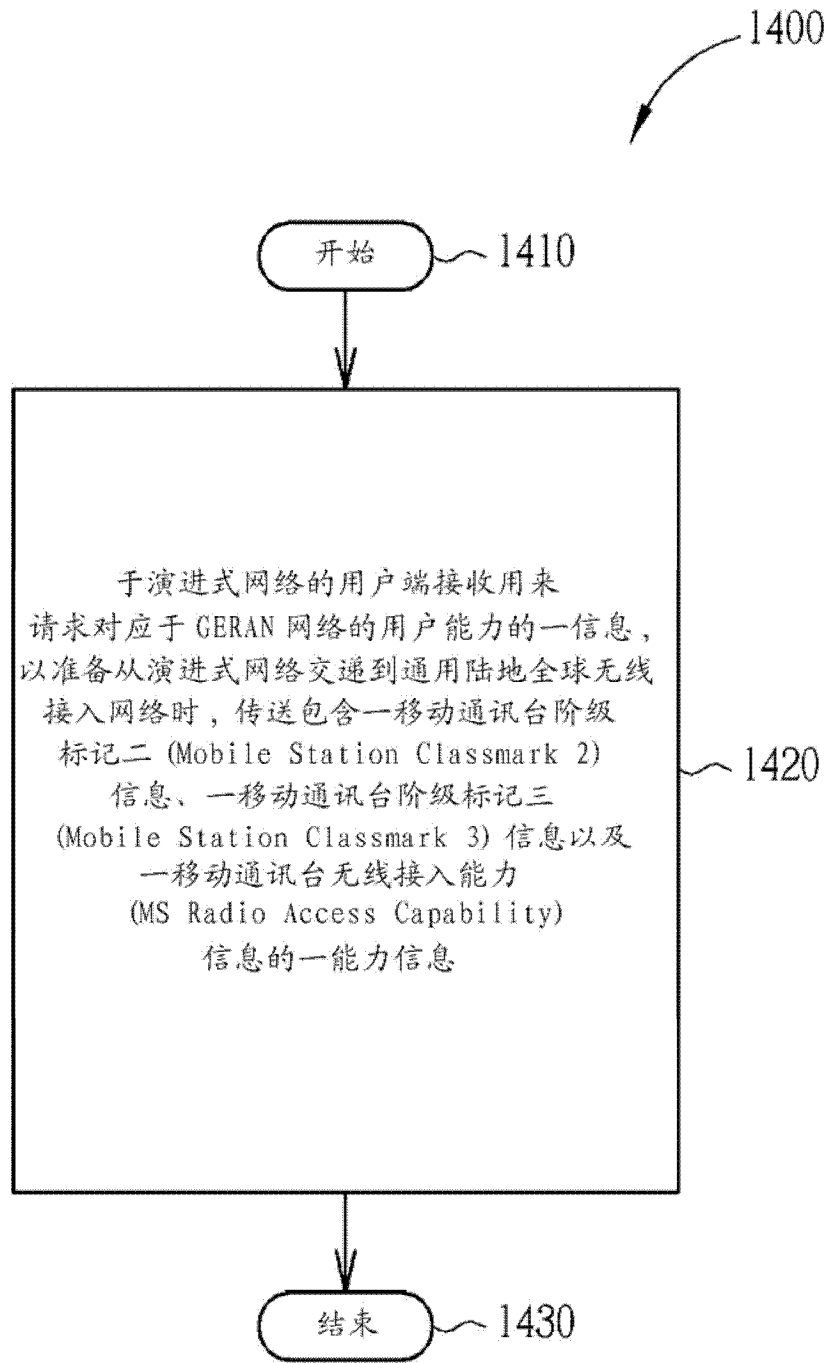 1400
开始
1410
于演进式网络的用户端接收用来
请求对应于 GERAN 网络的用户能力的一信息,
以准备从演进式网络交递到通用陆地全球无线
接入网络时,传送包含一移动通讯台阶级
标记二 (Mobile Station Classmark 2)
信息、一移动通讯台阶级标记三
(Mobile Station Classmark 3) 信息以及
一移动通讯台无线接入能力
(MS Radio Access Capability)
信息的一能力信息
1420
结束
1430